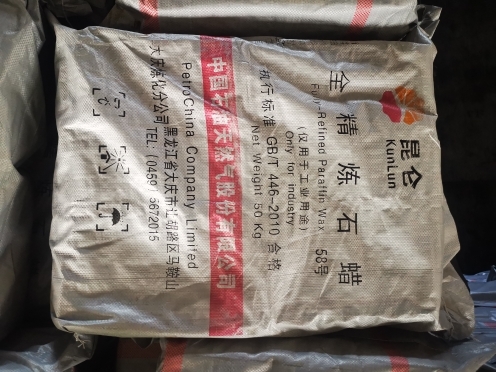 昆仑
KunLun
全精炼石蜡
Fully-Refined Paraffin Wax 58号
(仅用于工业用途)
Only for industry
执行标准 GB/T 446-2010 合格
Net Weight 50 Kg
中国石油天然气股份有限公司
PetroChina Company Limited
大庆炼化分公司黑龙江省大庆市让胡路区马鞍山
TEL: (0459) 5672015